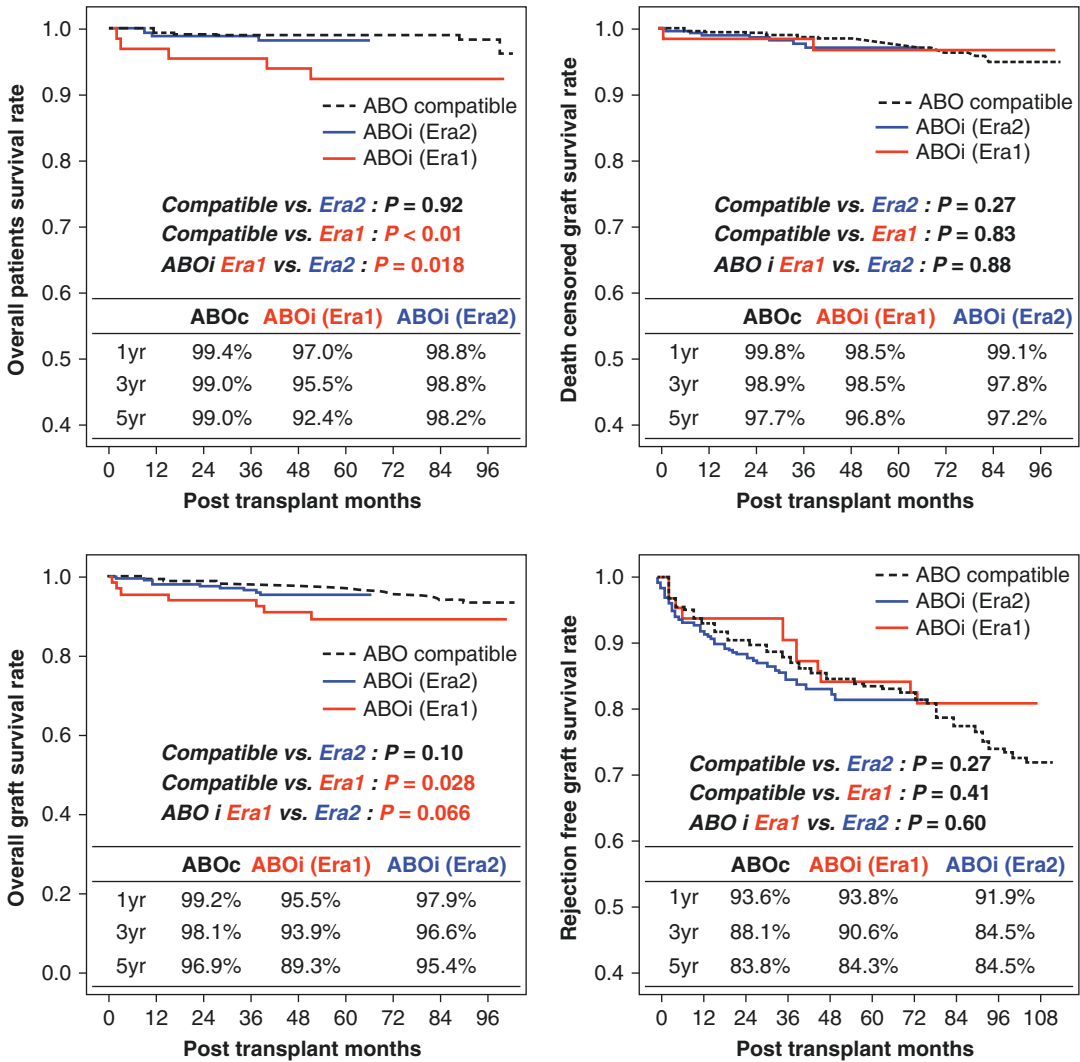 Overall patients survival rate
1.0
0.9
0.8
0.7
0.6
0.5
0.4
ABO compatible
ABOi (Era2)
ABOi (Era1)
Compatible vs. Era2 : P = 0.92
Compatible vs. Era1 : P < 0.01
ABOi Era1 vs. Era2 : P = 0.018
ABOc ABOi (Era1) ABOi (Era2)
1yr 99.4% 97.0% 98.8%
3yr 99.0% 95.5% 98.8%
5yr 99.0% 92.4% 98.2%
0 12 24 36 48 60 72 84 96
Post transplant months
Death censored graft survival rate
1.0
0.9
0.8
0.7
0.6
0.5
0.4
ABO compatible
ABOi (Era2)
ABOi (Era1)
Compatible vs. Era2 : P = 0.27
Compatible vs. Era1 : P = 0.83
ABO i Era1 vs. Era2 : P = 0.88
ABOc ABOi (Era1) ABOi (Era2)
1yr 99.8% 98.5% 99.1%
3yr 98.9% 98.5% 97.8%
5yr 97.7% 96.8% 97.2%
0 12 24 36 48 60 72 84 96
Post transplant months
Overall graft survival rate
1.0
0.8
0.6
0.4
0.2
0.0
ABO compatible
ABOi (Era2)
ABOi (Era1)
Compatible vs. Era2 : P = 0.10
Compatible vs. Era1 : P = 0.028
ABO i Era1 vs. Era2 : P = 0.066
ABOc ABOi (Era1) ABOi (Era2)
1yr 99.2% 95.5% 97.9%
3yr 98.1% 93.9% 96.6%
5yr 96.9% 89.3% 95.4%
0 12 24 36 48 60 72 84 96
Post transplant months
Rejection free graft survival rate
1.0
0.9
0.8
0.7
0.6
0.5
0.4
ABO compatible
ABOi (Era2)
ABOi (Era1)
Compatible vs. Era2 : P = 0.27
Compatible vs. Era1 : P = 0.41
ABO i Era1 vs. Era2 : P = 0.60
ABOc ABOi (Era1) ABOi (Era2)
1yr 93.6% 93.8% 91.9%
3yr 88.1% 90.6% 84.5%
5yr 83.8% 84.3% 84.5%
0 12 24 36 48 60 72 84 96 108
Post transplant months